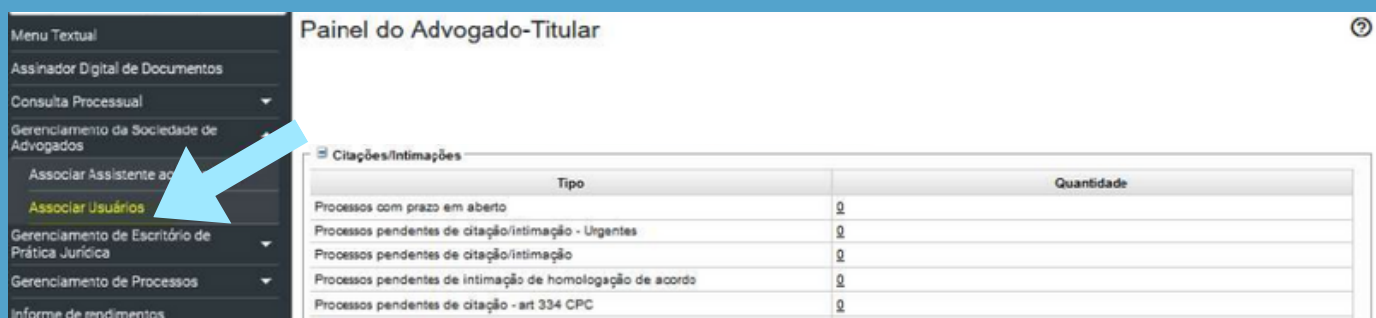 Menu Textual
Assinador Digital de Documentos
Consulta Processual
Gerenciamento da Sociedade de
Advogados
Associar Assistente
Associar Usuários
Gerenciamento de Escritório de
Prática Jurídica
Gerenciamento de Processos
Informe de rendimentos
Painel do Advogado-Titular
?
Citações/Intimações
Tipo Quantidade
Processos com prazo em aberto 0
Processos pendentes de citação/intimação - Urgentes 0
Processos pendentes de citação/intimação 0
Processos pendentes de intimação de homologação de acordo 0
Processos pendentes de citação - art 334 CPC 0